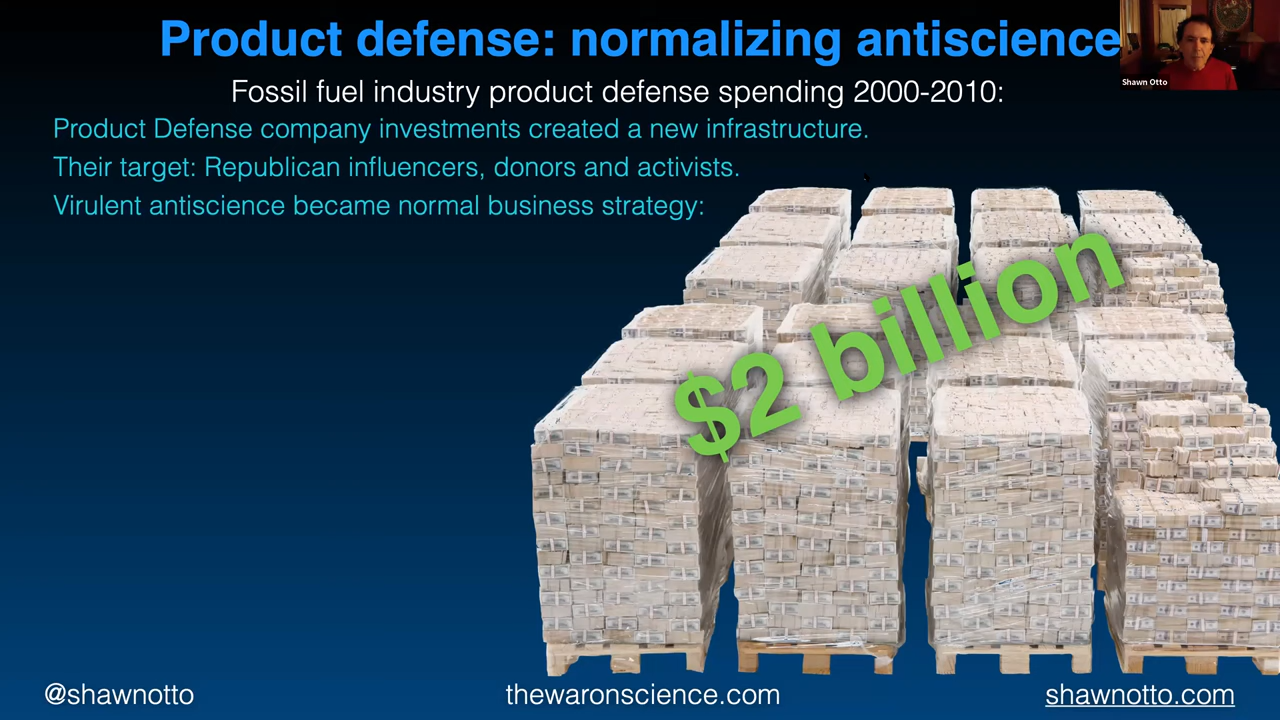 Product defense: normalizing antiscience
Shawn Otto
Fossil fuel industry product defense spending 2000-2010:
Product Defense company investments created a new infrastructure.
Their target: Republican influencers, donors and activists.
Virulent antiscience became normal business strategy:
$2 billion
@shawnotto
thewaronscience.com
shawnotto.com